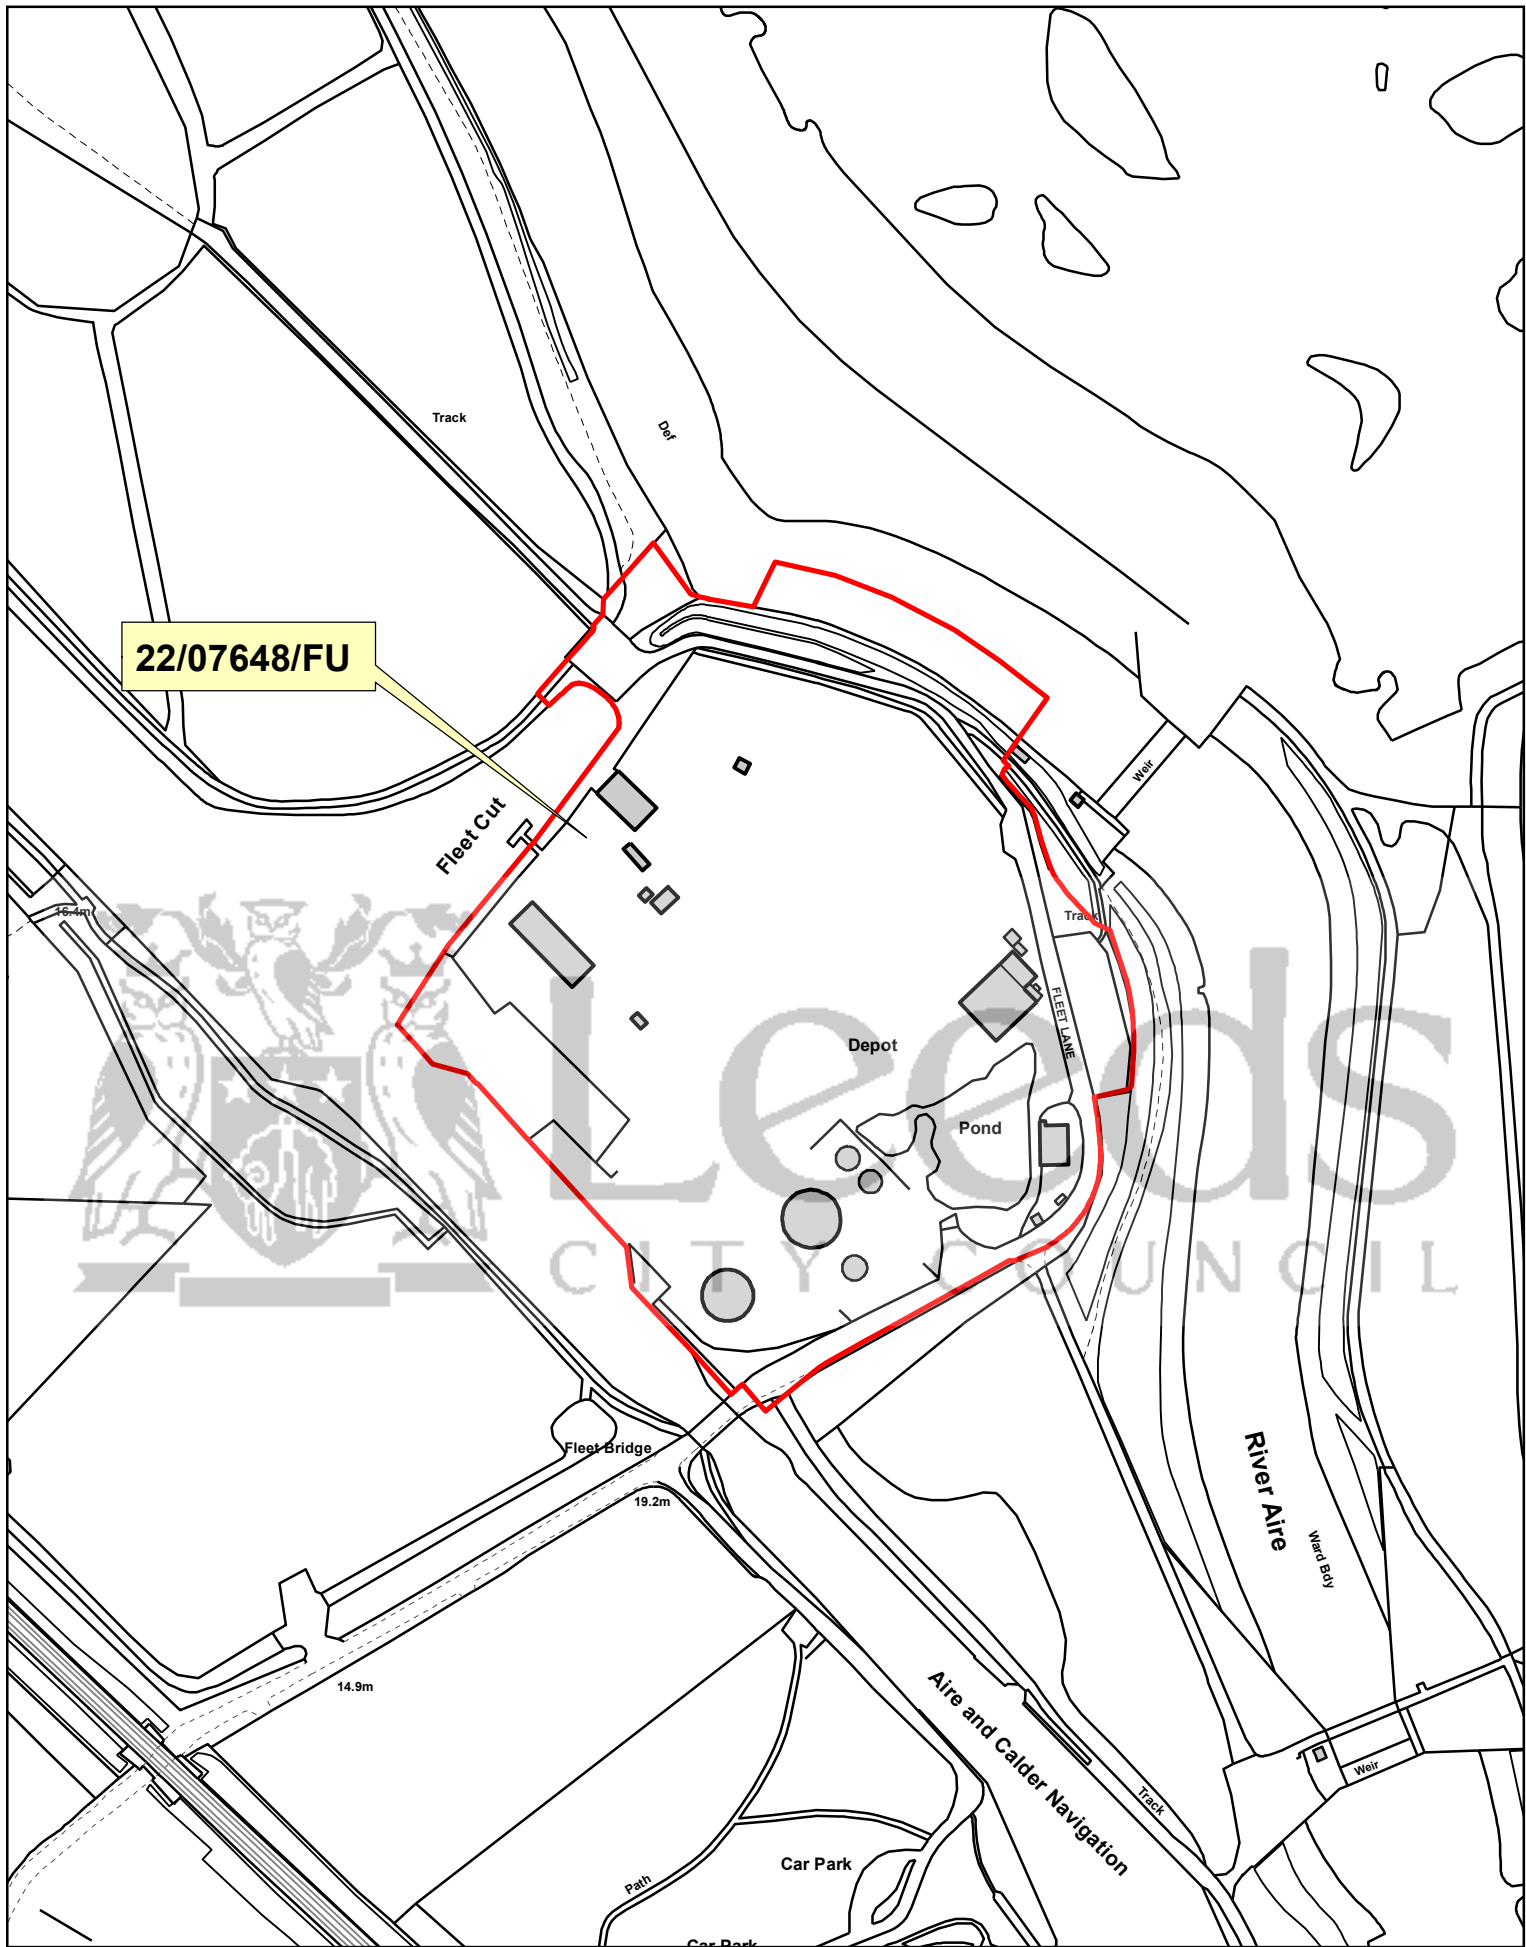 Track
Def
22/07648/FU
Weir
Fleet Cut
16.4m
Track
Leeds
FLEET LANE
Depot
Pond
CITY COUNCIL
Fleet Bridge
River Aire
19.2m
Ward Bdy
14.9m
Aire and Calder Navigation
Weir
Track
Car Park
Path
Car Park